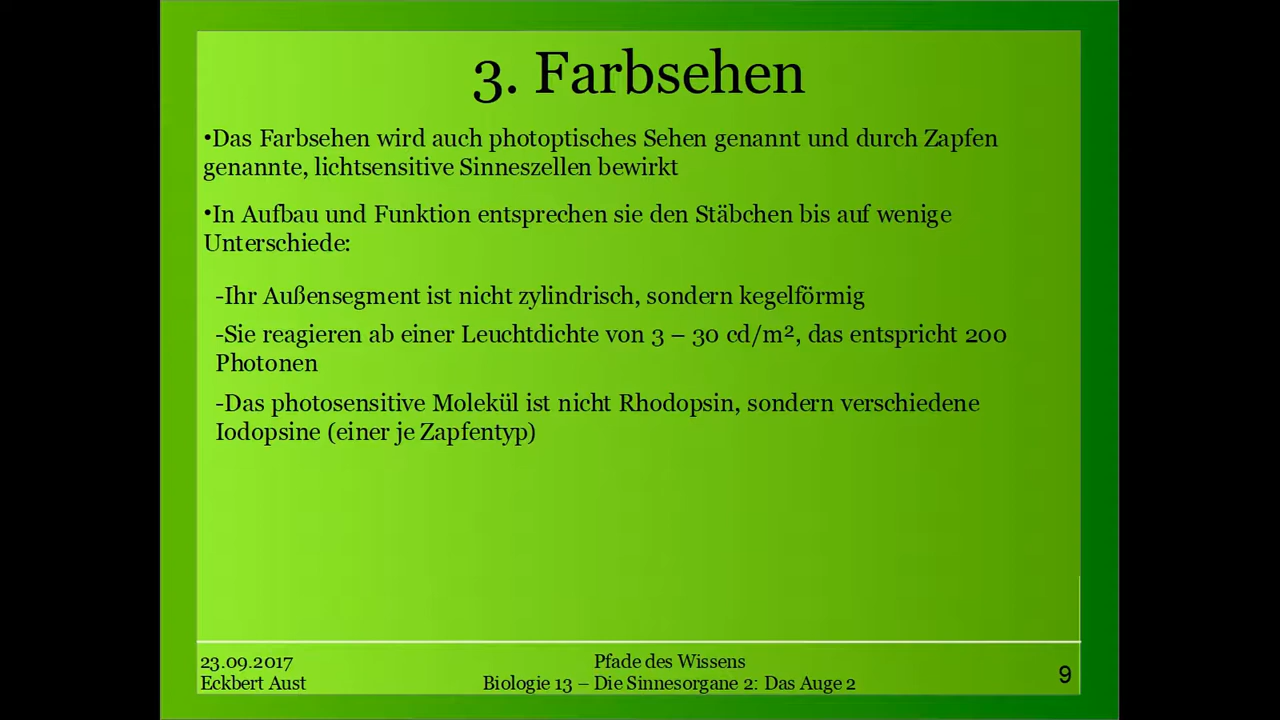 3. Farbsehen
•Das Farbsehen wird auch photoptisches Sehen genannt und durch Zapfen
genannte, lichtsensitive Sinneszellen bewirkt
•In Aufbau und Funktion entsprechen sie den Stäbchen bis auf wenige
Unterschiede:
-Ihr Außensegment ist nicht zylindrisch, sondern kegelförmig
-Sie reagieren ab einer Leuchtdichte von 3 – 30 cd/m², das entspricht 200
Photonen
-Das photosensitive Molekül ist nicht Rhodopsin, sondern verschiedene
Iodopsine (einer je Zapfentyp)
23.09.2017
Eckbert Aust
Pfade des Wissens
Biologie 13 – Die Sinnesorgane 2: Das Auge 2
9